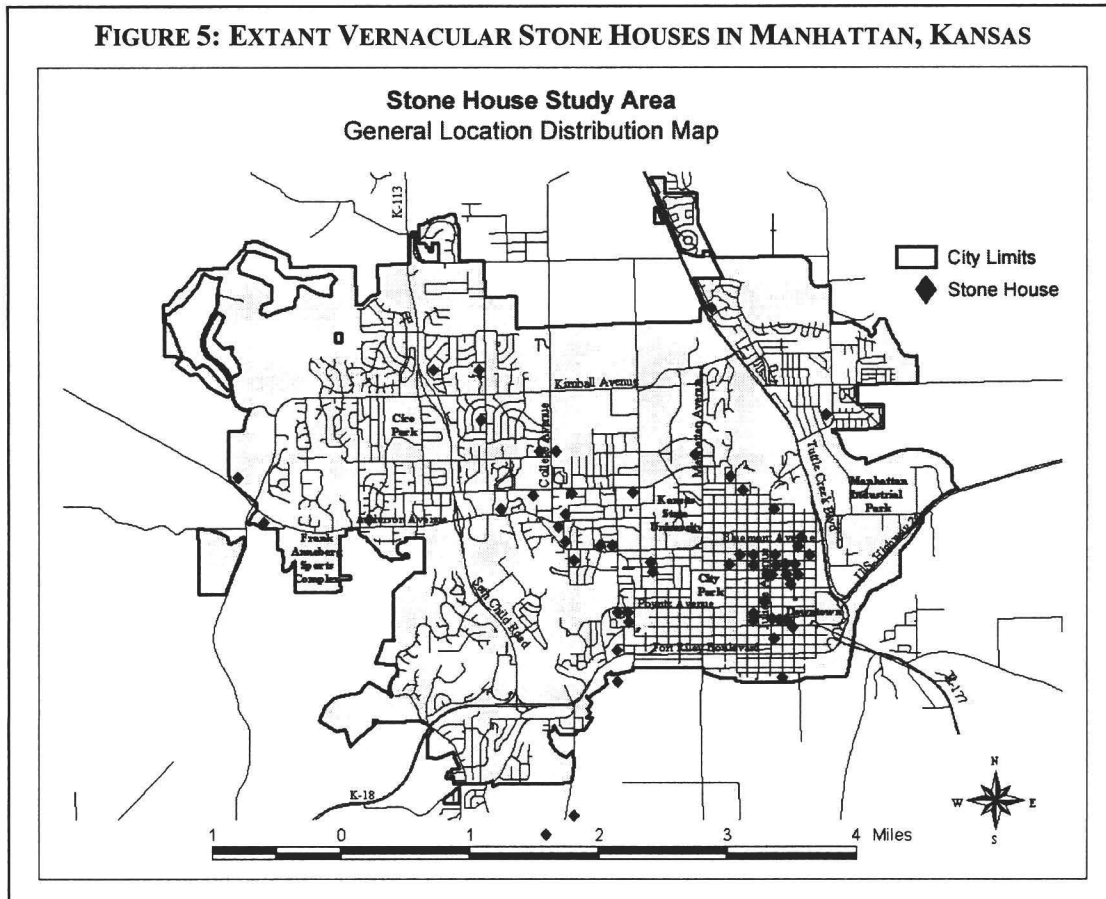 FIGURE 5: EXTANT VERNACULAR STONE HOUSES IN MANHATTAN, KANSAS
Stone House Study Area
General Location Distribution Map
K-113
City Limits
Stone House
Kimball Avenue
Cico
Park
College Avenue
Manhattan Avenue
Tuttle Creek Blvd
Manhattan
Industrial
Park
Kansas
State
University
Anderson Avenue
Bluemont Avenue
U.S. Highway 24
Frank
Anneberg
Sports
Complex
City
Park
Seth Child Road
Poyntz Avenue
Downtown
Fort Riley Boulevard
K-177
K-18
N
W
E
S
1 0 1 2 3 4 Miles